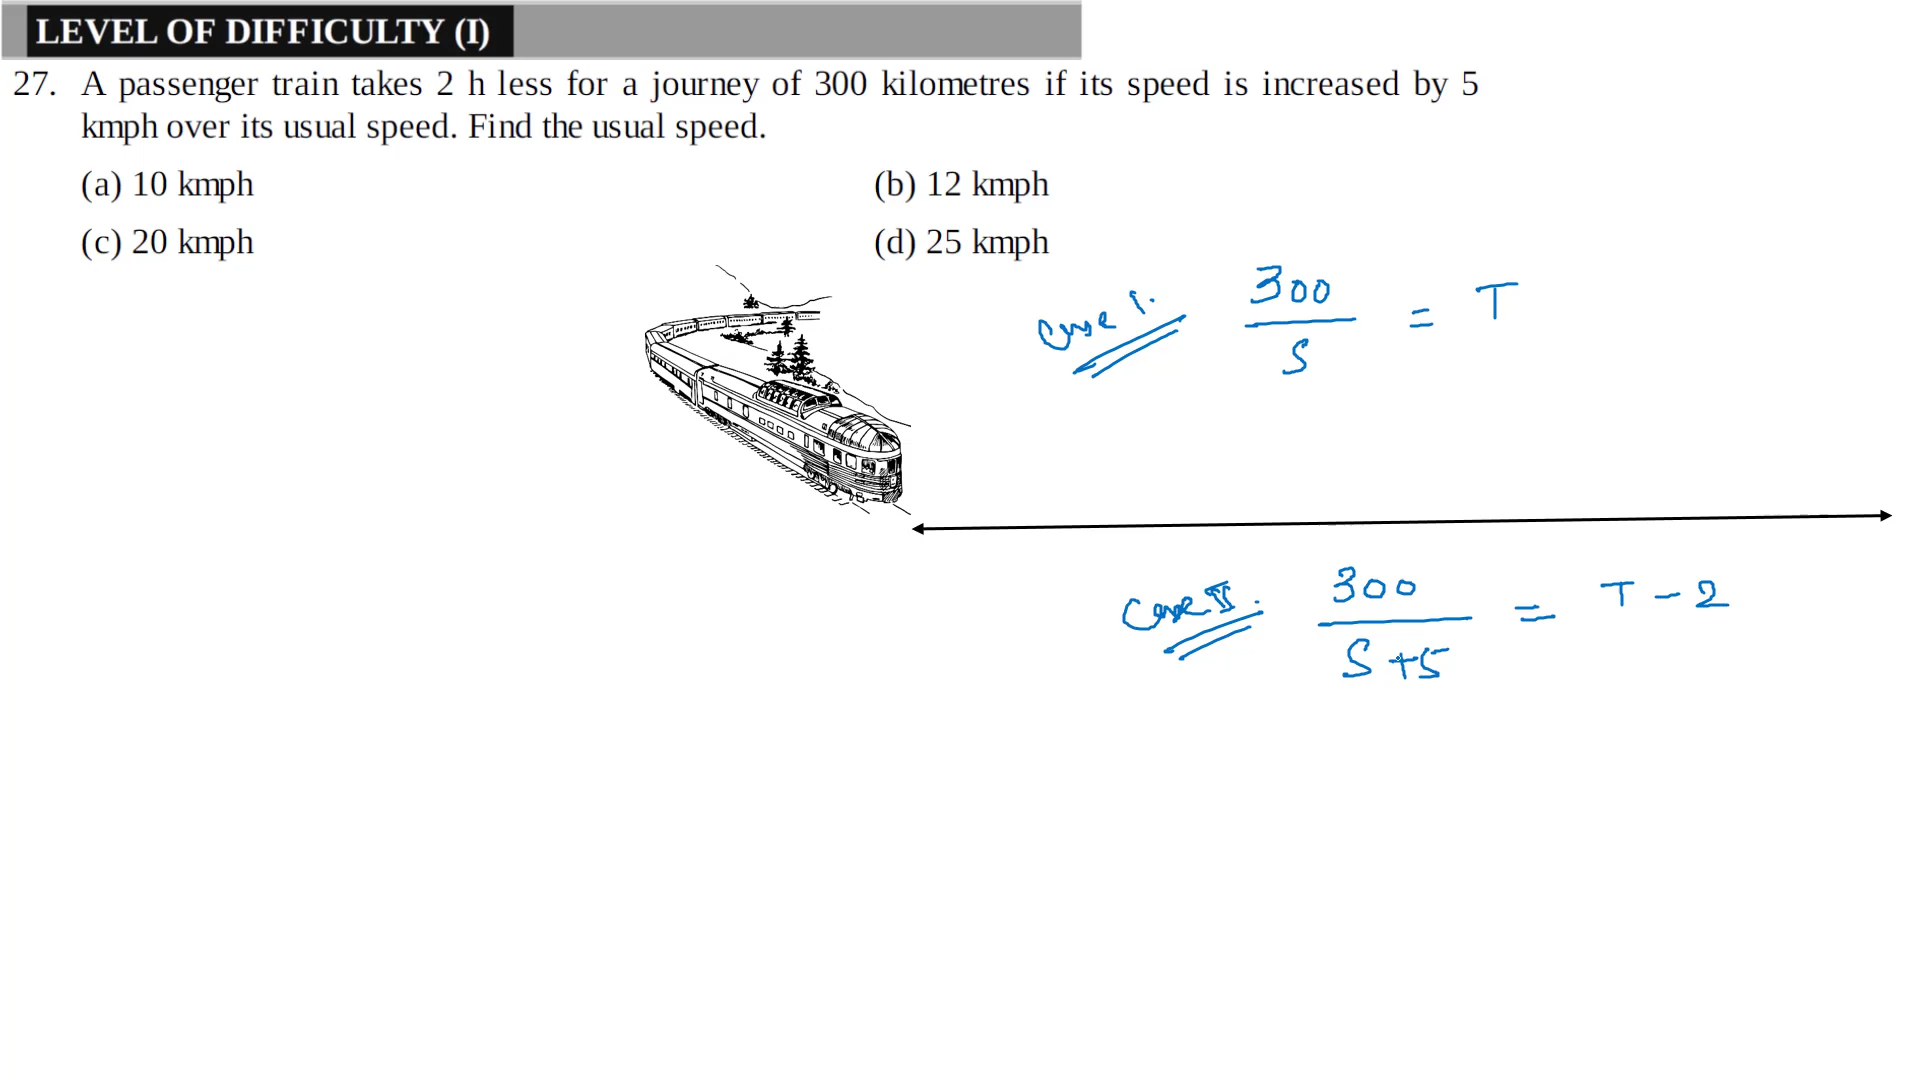 LEVEL OF DIFFICULTY (I)
27. A passenger train takes 2 h less for a journey of 300 kilometres if its speed is increased by 5
kmph over its usual speed. Find the usual speed.
(a) 10 kmph (b) 12 kmph
(c) 20 kmph (d) 25 kmph
Case I. 300/S = T
Case II. 300/S+5 = T-2